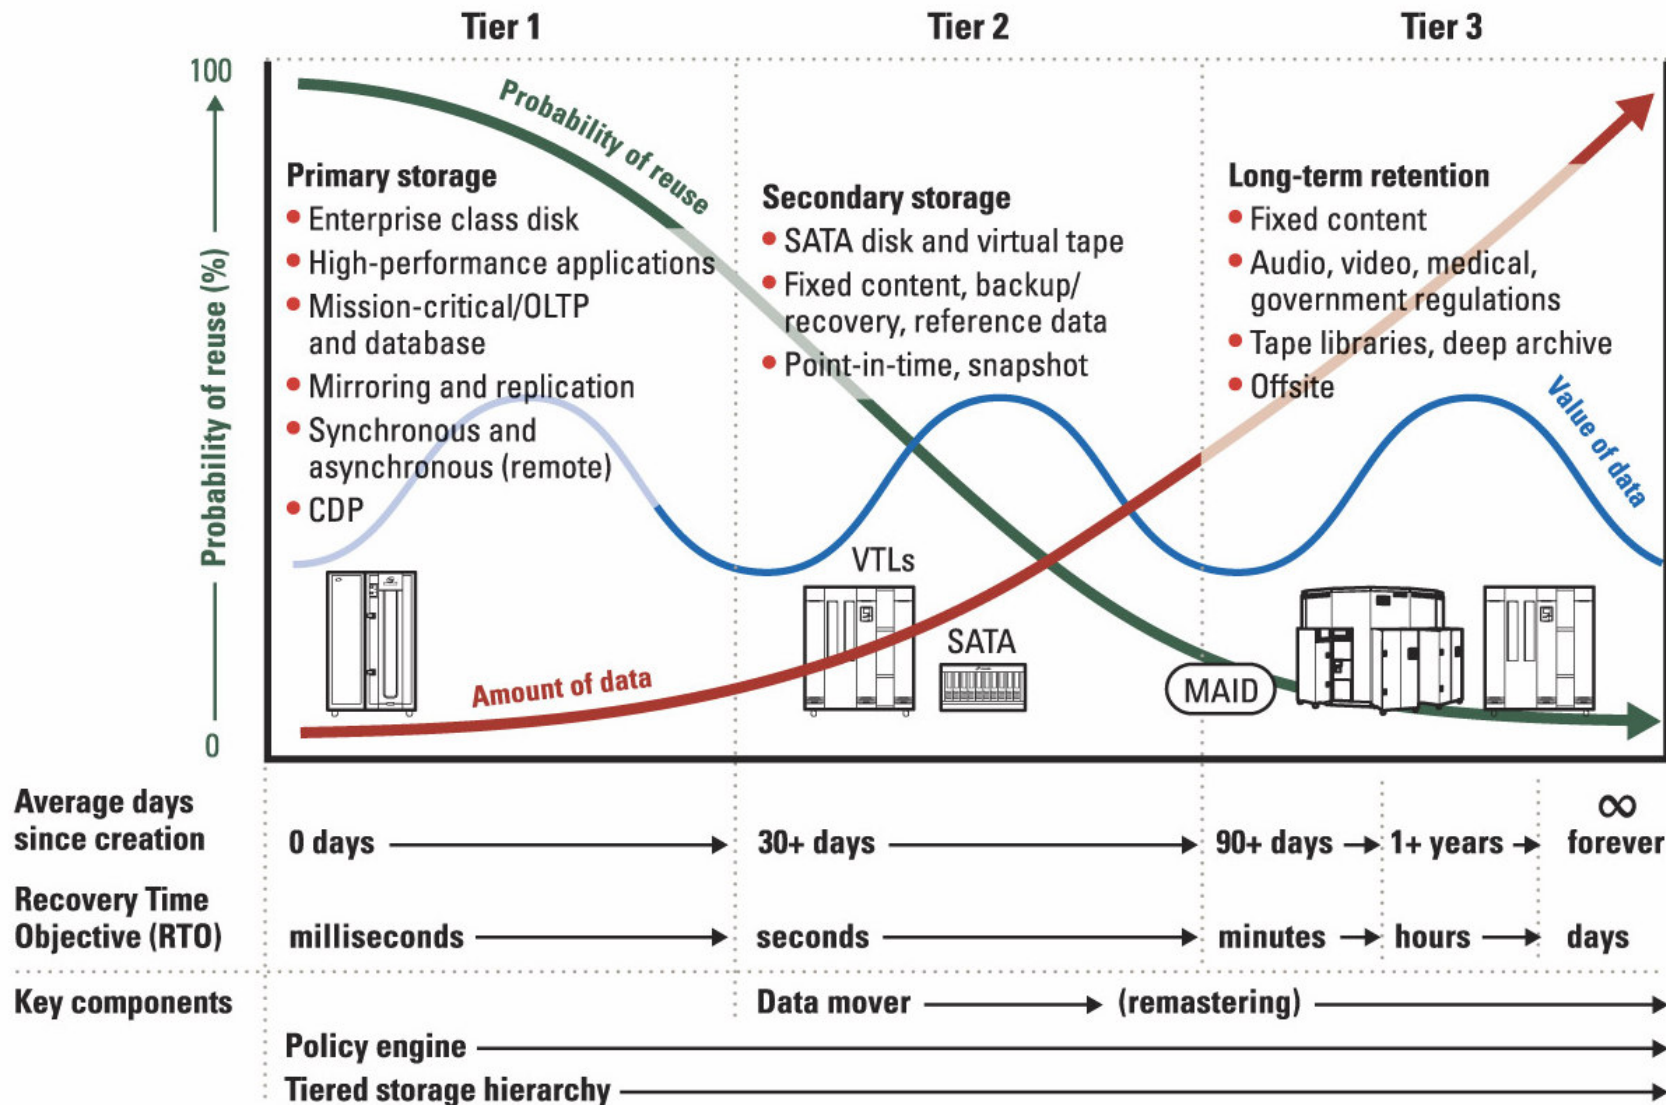 Tier 1
Tier 2
Tier 3
100
Probability of reuse (%)
0
Probability of reuse
Primary storage
• Enterprise class disk
• High-performance applications
• Mission-critical/OLTP
and database
• Mirroring and replication
• Synchronous and
asynchronous (remote)
• CDP
Amount of data
Secondary storage
• SATA disk and virtual tape
• Fixed content, backup/
recovery, reference data
• Point-in-time, snapshot
VTLs
SATA
Long-term retention
• Fixed content
• Audio, video, medical,
government regulations
• Tape libraries, deep archive
• Offsite
Value of data
MAID
Average days
since creation
0 days
30+ days
90+ days
1+ years
∞
forever
Recovery Time
Objective (RTO)
milliseconds
seconds
minutes
hours
days
Key components
Data mover
(remastering)
Policy engine
Tiered storage hierarchy